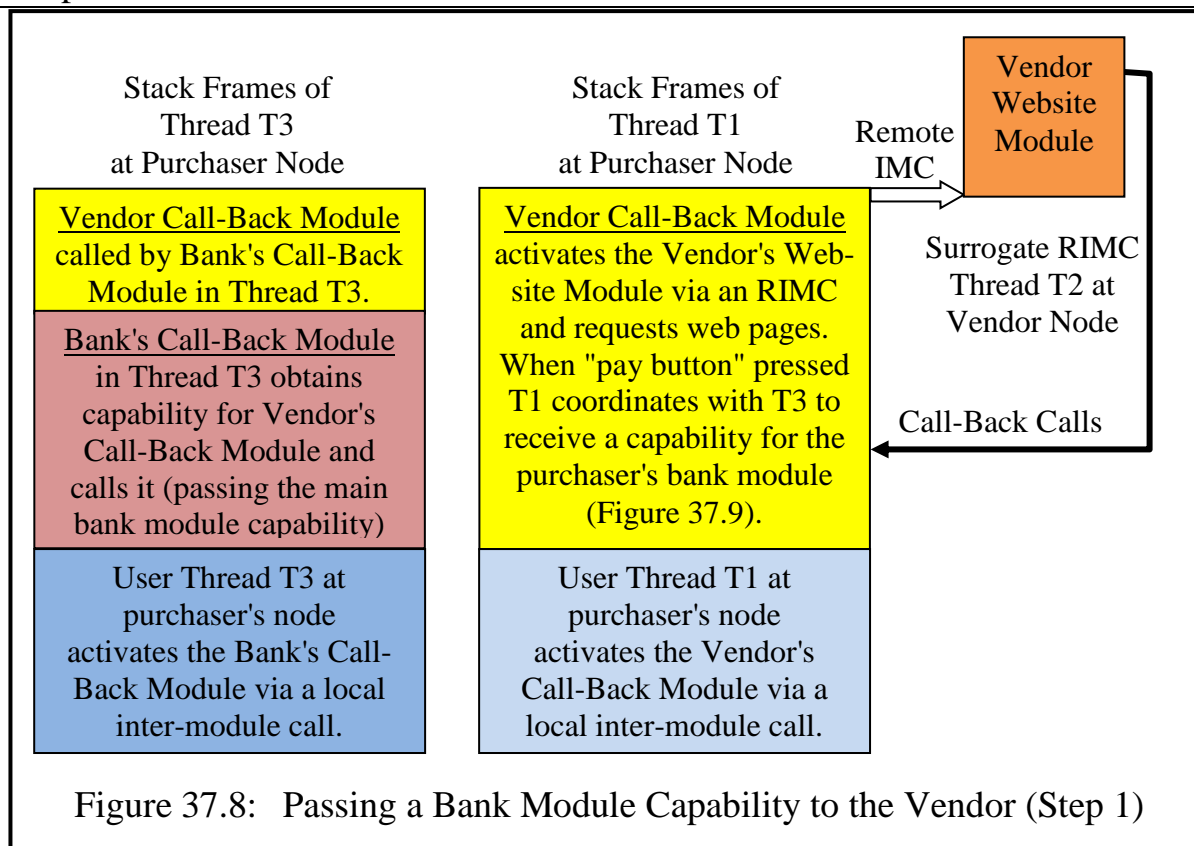 Stack Frames of
Thread T3
at Purchaser Node
Vendor Call-Back Module
called by Bank's Call-Back
Module in Thread T3.
Bank's Call-Back Module
in Thread T3 obtains
capability for Vendor's
Call-Back Module and
calls it (passing the main
bank module capability)
User Thread T3 at
purchaser's node
activates the Bank's Call-
Back Module via a local
inter-module call.
Stack Frames of
Thread T1
at Purchaser Node
Vendor Call-Back Module
activates the Vendor's Web-
site Module via an RIMC
and requests web pages.
When "pay button" pressed
T1 coordinates with T3 to
receive a capability for the
purchaser's bank module
(Figure 37.9).
User Thread T1 at
purchaser's node
activates the Vendor's
Call-Back Module via a
local inter-module call.
Remote
IMC
Vendor
Website
Module
Surrogate RIMC
Thread T2 at
Vendor Node
Call-Back Calls
Figure 37.8: Passing a Bank Module Capability to the Vendor (Step 1)